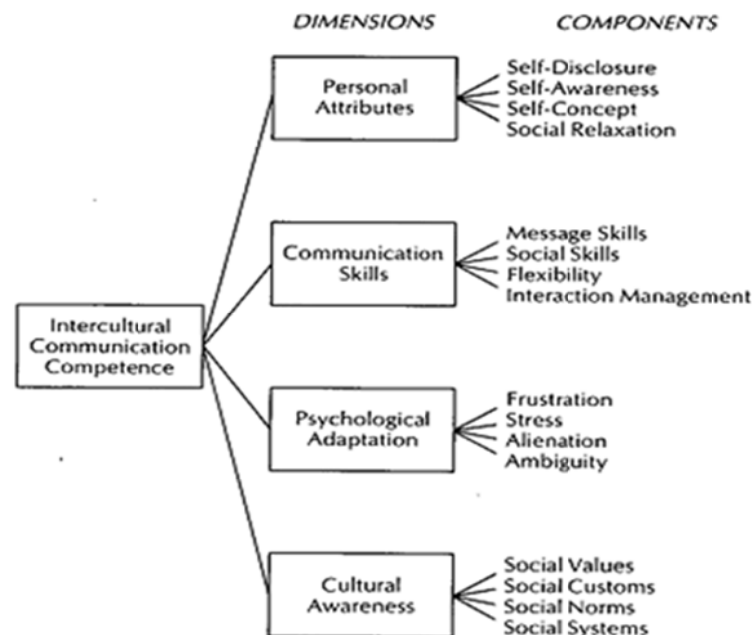 DIMENSIONS COMPONENTS
Personal
Attributes
Self-Disclosure
Self-Awareness
Self-Concept
Social Relaxation
Communication
Skills
Message Skills
Social Skills
Flexibility
Interaction Management
Intercultural
Communication
Competence
Psychological
Adaptation
Frustration
Stress
Alienation
Ambiguity
Cultural
Awareness
Social Values
Social Customs
Social Norms
Social Systems